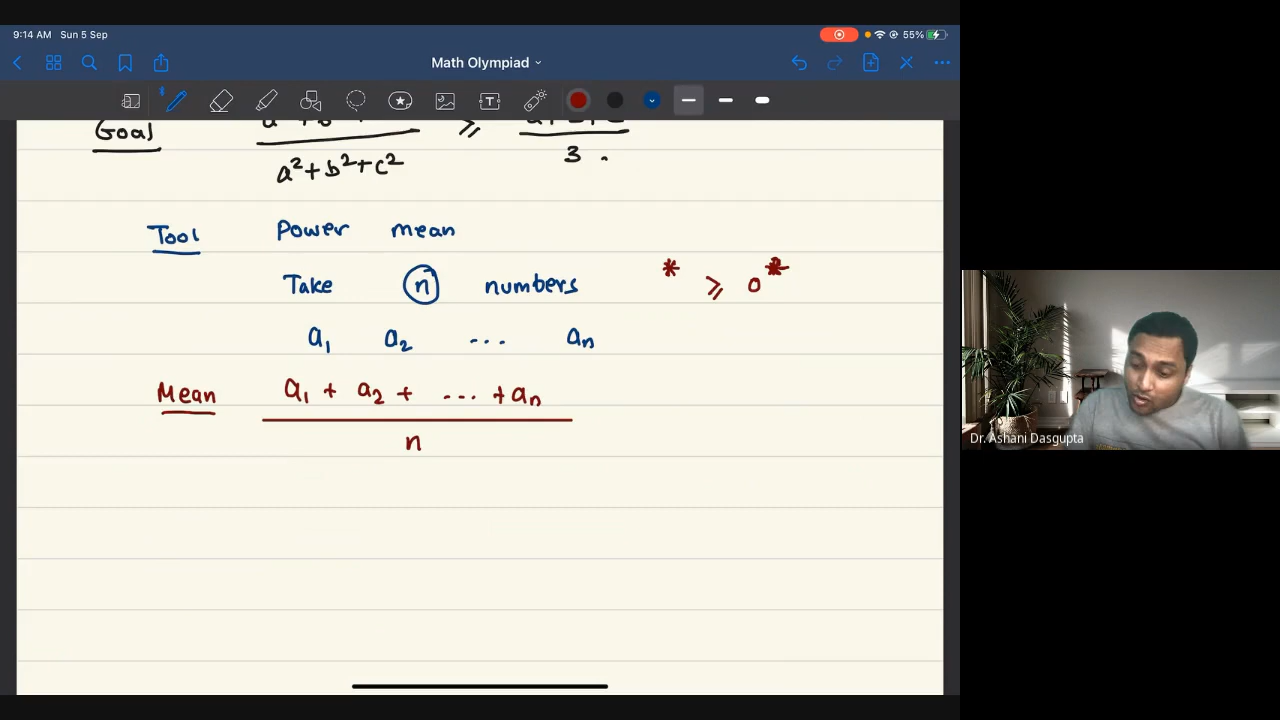 9:14 AM Sun 5 Sep
55%
Math Olympiad
Goal ≥
a²+b²+c² 3
Tool Power mean
Take n numbers * ≥ 0*
a₁ a₂ ... aₙ
Mean a₁ + a₂ + ... + aₙ
n
Dr. Ashani Dasgupta